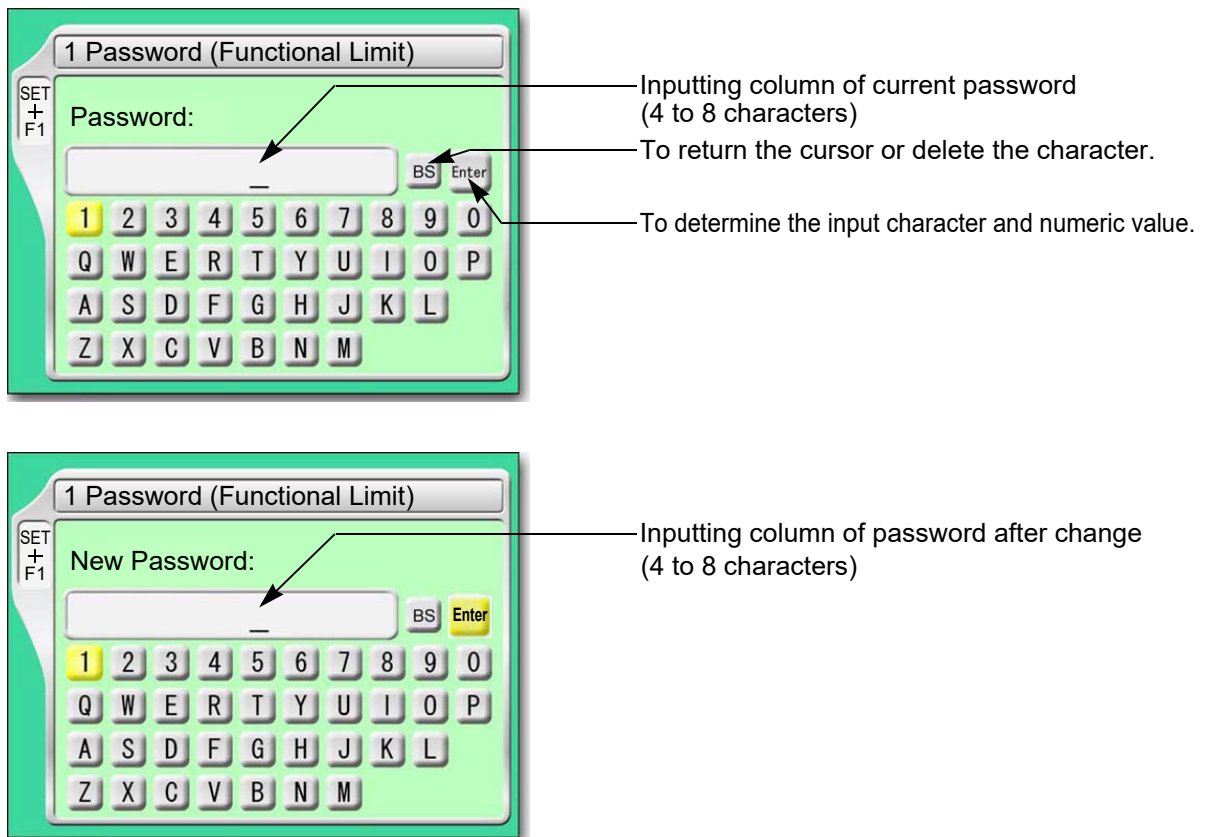 1 Password (Functional Limit)
SET
+
F1
Password:
_
BS Enter
1 2 3 4 5 6 7 8 9 0
Q W E R T Y U I O P
A S D F G H J K L
Z X C V B N M
Inputting column of current password
(4 to 8 characters)
To return the cursor or delete the character.
To determine the input character and numeric value.
1 Password (Functional Limit)
SET
+
F1
New Password:
_
BS Enter
1 2 3 4 5 6 7 8 9 0
Q W E R T Y U I O P
A S D F G H J K L
Z X C V B N M
Inputting column of password after change
(4 to 8 characters)